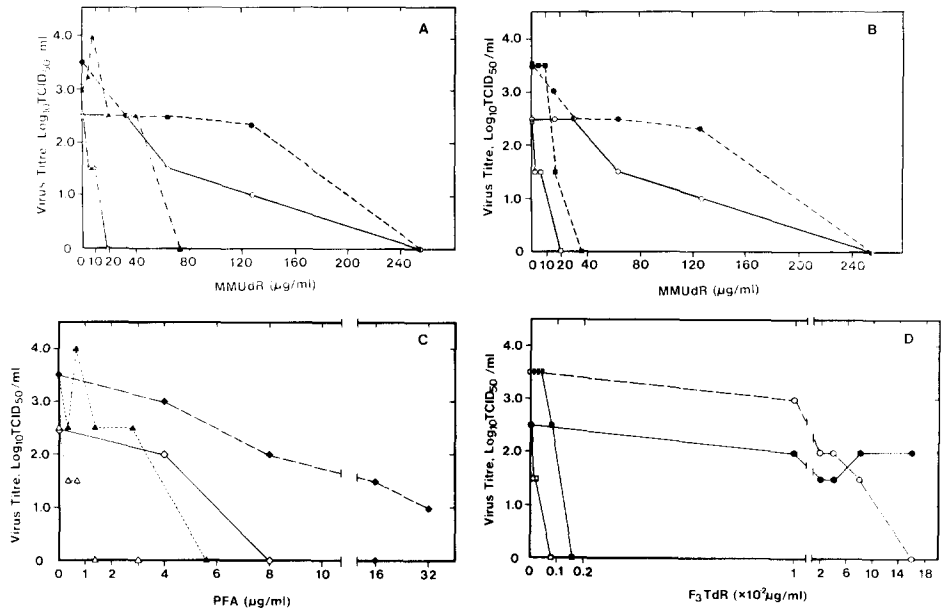 A
4.0
3.0
2.0
1.0
0
Virus Titre, Log10TCID50/ml
0 10 20 40 80 120 160 200 240
MMUdR (µg/ml)
B
4.0
3.0
2.0
1.0
0
Virus Titre, Log10TCID50/ml
0 10 20 40 80 120 160 200 240
MMUdR (µg/ml)
C
4.0
3.0
2.0
1.0
0
Virus Titre, Log10TCID50/ml
0 2 4 6 8 10 16 32
PFA (µg/ml)
D
4.0
3.0
2.0
1.0
0
Virus Titre, Log10TCID50/ml
0 0.1 0.2 1 2 6 10 14 18
F3TdR (×10²µg/ml)